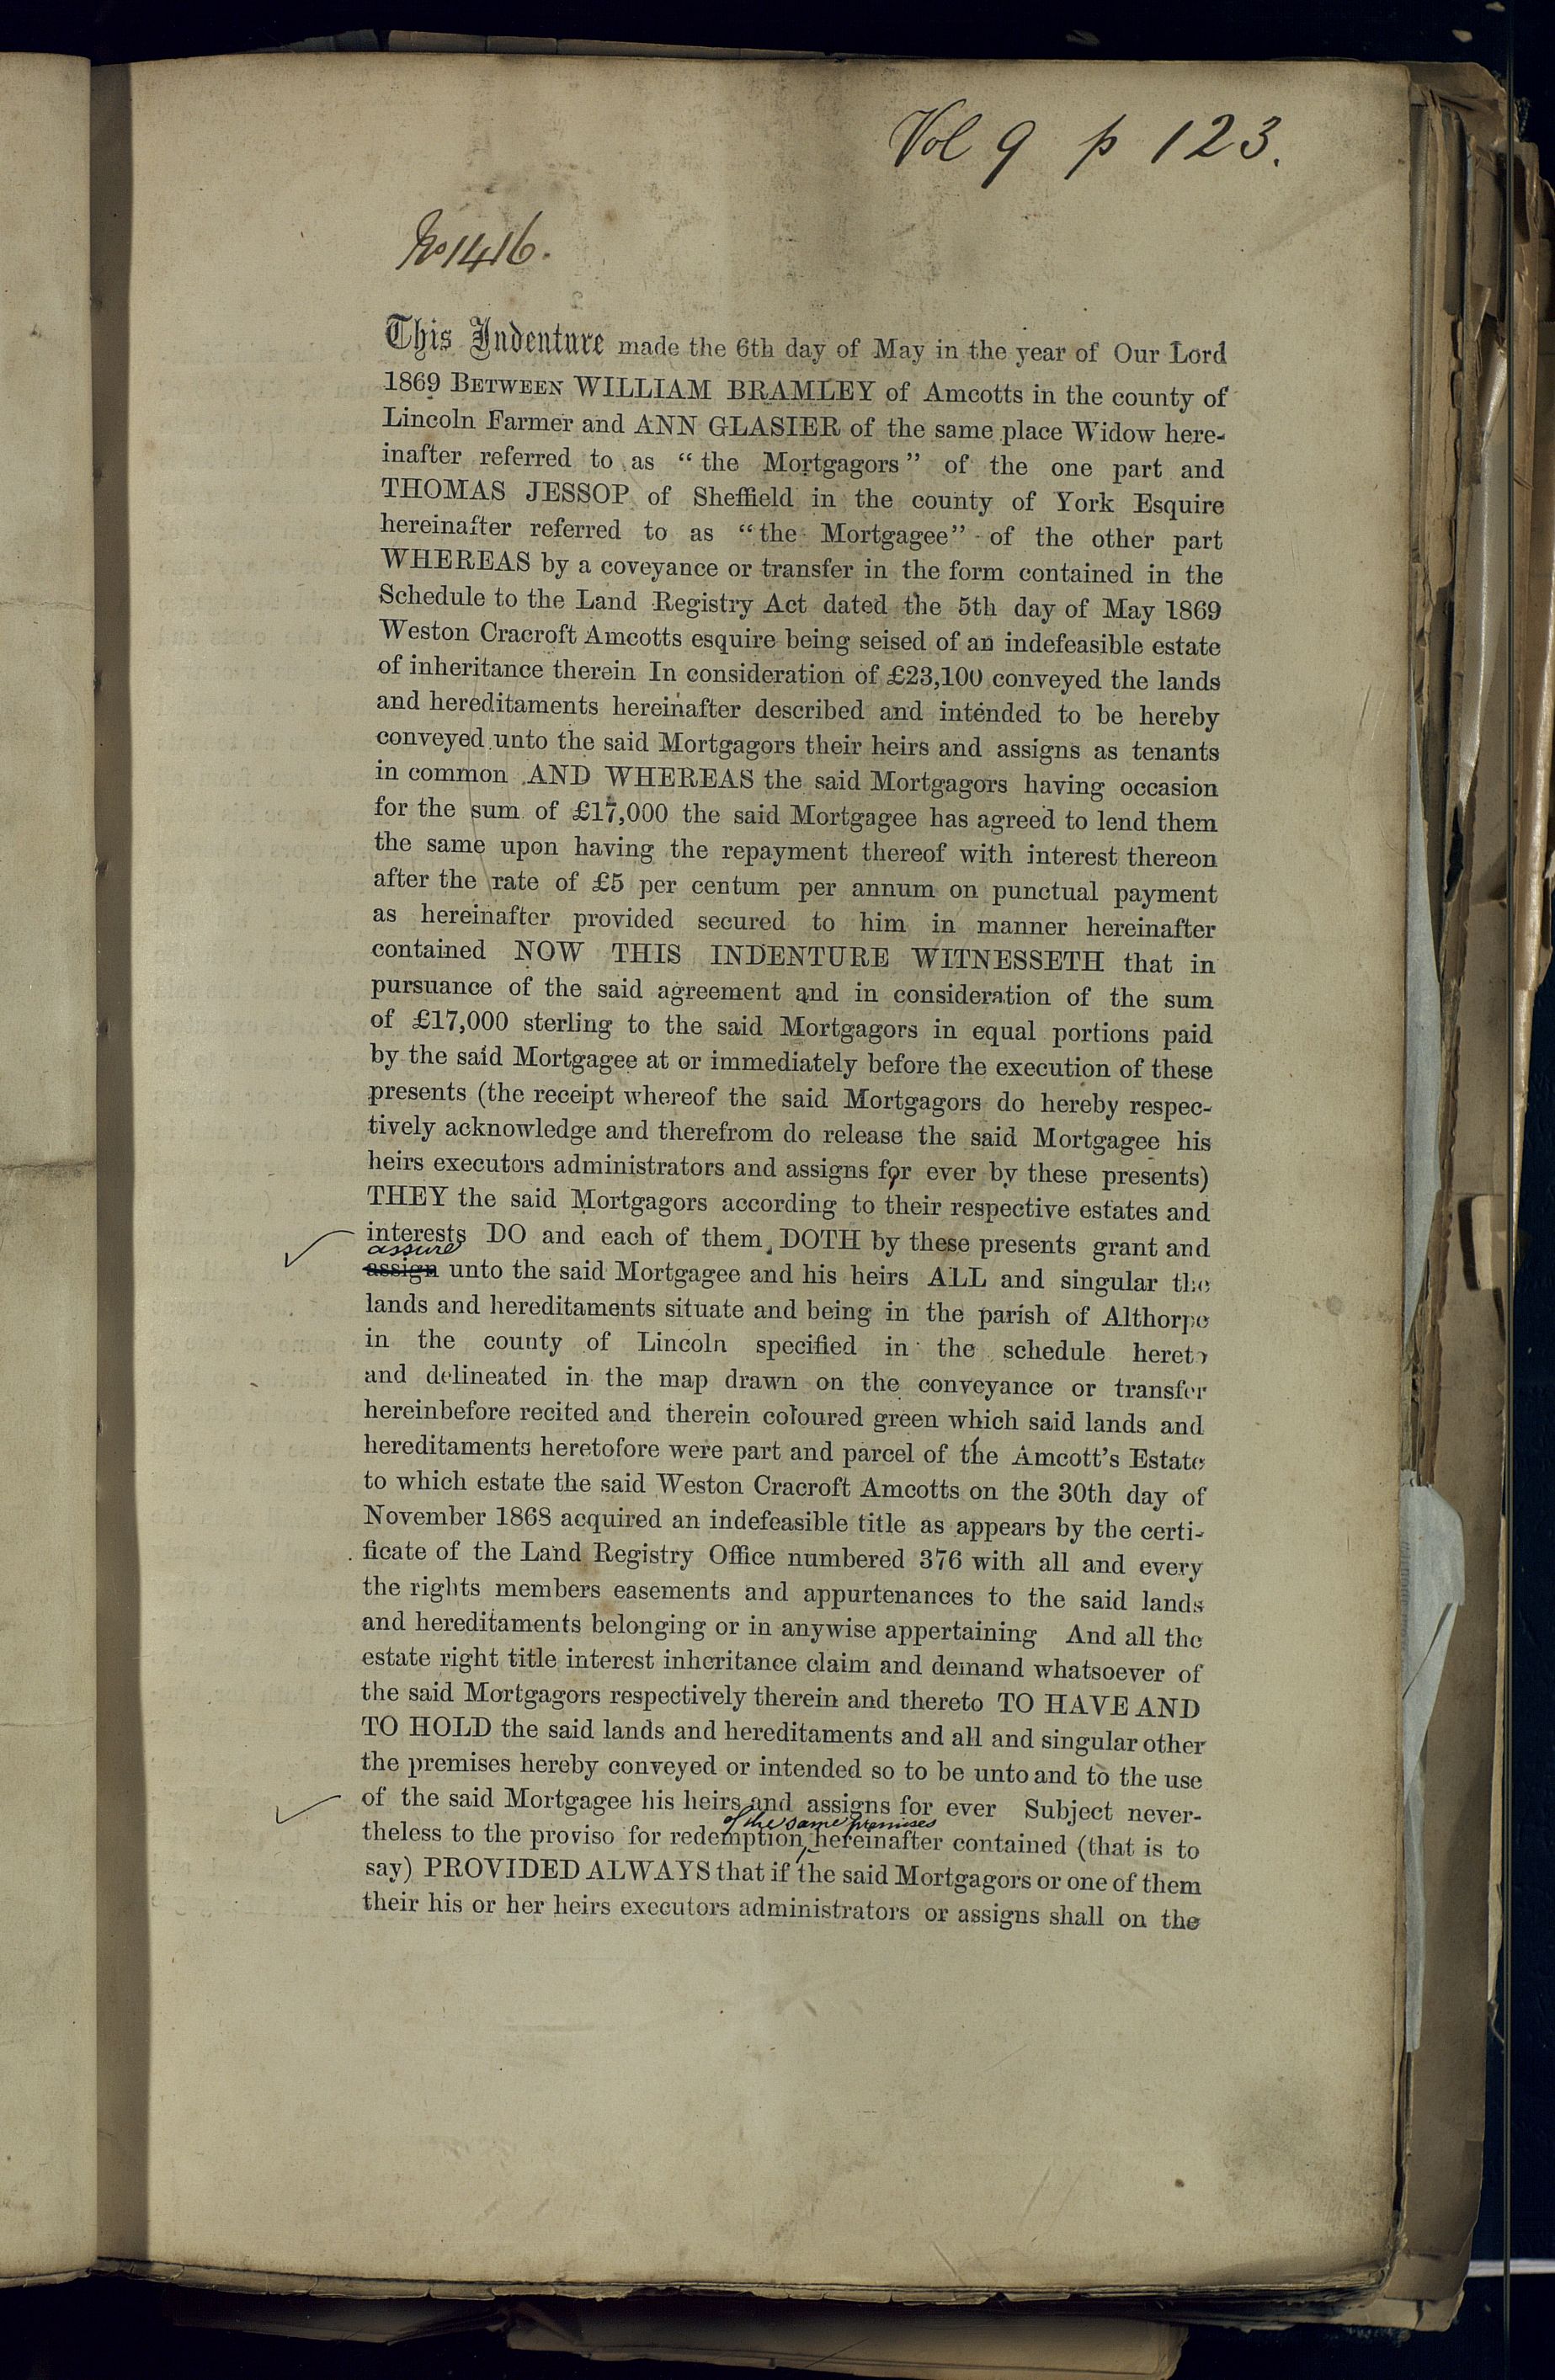 Vol 9 p 123.
No 1416.
This Indenture made the 6th day of May in the year of Our Lord
1869 BETWEEN WILLIAM BRAMLEY of Amcotts in the county of
Lincoln Farmer and ANN GLASIER of the same place Widow here-
inafter referred to as “the Mortgagors” of the one part and
THOMAS JESSOP of Sheffield in the county of York Esquire
hereinafter referred to as “the Mortgagee” of the other part
WHEREAS by a coveyance or transfer in the form contained in the
Schedule to the Land Registry Act dated the 5th day of May 1869
Weston Cracroft Amcotts esquire being seised of an indefeasible estate
of inheritance therein In consideration of £23,100 conveyed the lands
and hereditaments hereinafter described and intended to be hereby
conveyed unto the said Mortgagors their heirs and assigns as tenants
in common AND WHEREAS the said Mortgagors having occasion
for the sum of £17,000 the said Mortgagee has agreed to lend them
the same upon having the repayment thereof with interest thereon
after the rate of £5 per centum per annum on punctual payment
as hereinafter provided secured to him in manner hereinafter
contained NOW THIS INDENTURE WITNESSETH that in
pursuance of the said agreement and in consideration of the sum
of £17,000 sterling to the said Mortgagors in equal portions paid
by the said Mortgagee at or immediately before the execution of these
presents (the receipt whereof the said Mortgagors do hereby respec-
tively acknowledge and therefrom do release the said Mortgagee his
heirs executors administrators and assigns for ever by these presents)
THEY the said Mortgagors according to their respective estates and
interests DO and each of them DOTH by these presents grant and
assure
assign unto the said Mortgagee and his heirs ALL and singular the
lands and hereditaments situate and being in the parish of Althorpe
in the county of Lincoln specified in the schedule hereto
and delineated in the map drawn on the conveyance or transfer
hereinbefore recited and therein coloured green which said lands and
hereditaments heretofore were part and parcel of the Amcott's Estate
to which estate the said Weston Cracroft Amcotts on the 30th day of
November 1868 acquired an indefeasible title as appears by the certi-
ficate of the Land Registry Office numbered 376 with all and every
the rights members easements and appurtenances to the said lands
and hereditaments belonging or in anywise appertaining And all the
estate right title interest inheritance claim and demand whatsoever of
the said Mortgagors respectively therein and thereto TO HAVE AND
TO HOLD the said lands and hereditaments and all and singular other
the premises hereby conveyed or intended so to be unto and to the use
of the said Mortgagee his heirs and assigns for ever Subject never-
of the same premises
theless to the proviso for redemption hereinafter contained (that is to
say) PROVIDED ALWAYS that if the said Mortgagors or one of them
their his or her heirs executors administrators or assigns shall on the